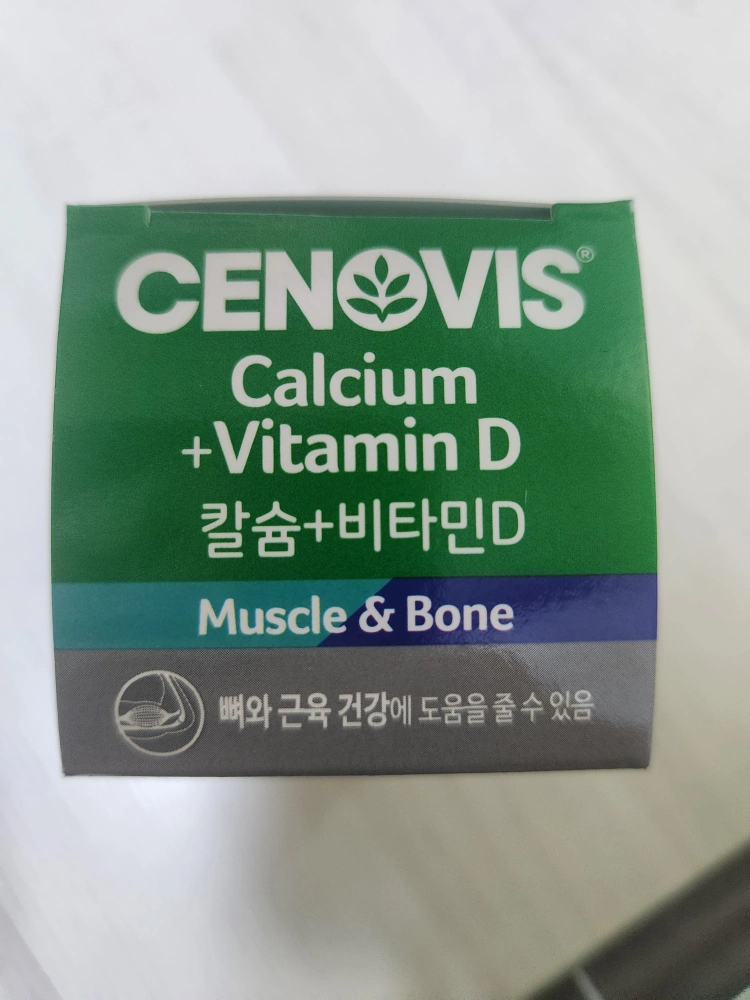 CENOVIS®
Calcium
+Vitamin D
칼슘+비타민D
Muscle & Bone
뼈와 근육 건강에 도움을 줄 수 있음